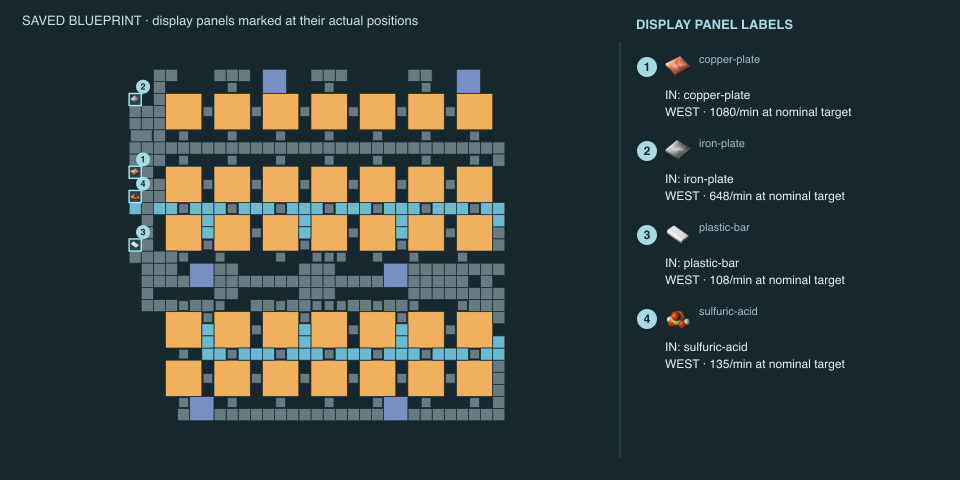 SAVED BLUEPRINT · display panels marked at their actual positions
2
1
4
3
DISPLAY PANEL LABELS
1 copper-plate
IN: copper-plate
WEST · 1080/min at nominal target
2 iron-plate
IN: iron-plate
WEST · 648/min at nominal target
3 plastic-bar
IN: plastic-bar
WEST · 108/min at nominal target
4 sulfuric-acid
IN: sulfuric-acid
WEST · 135/min at nominal target